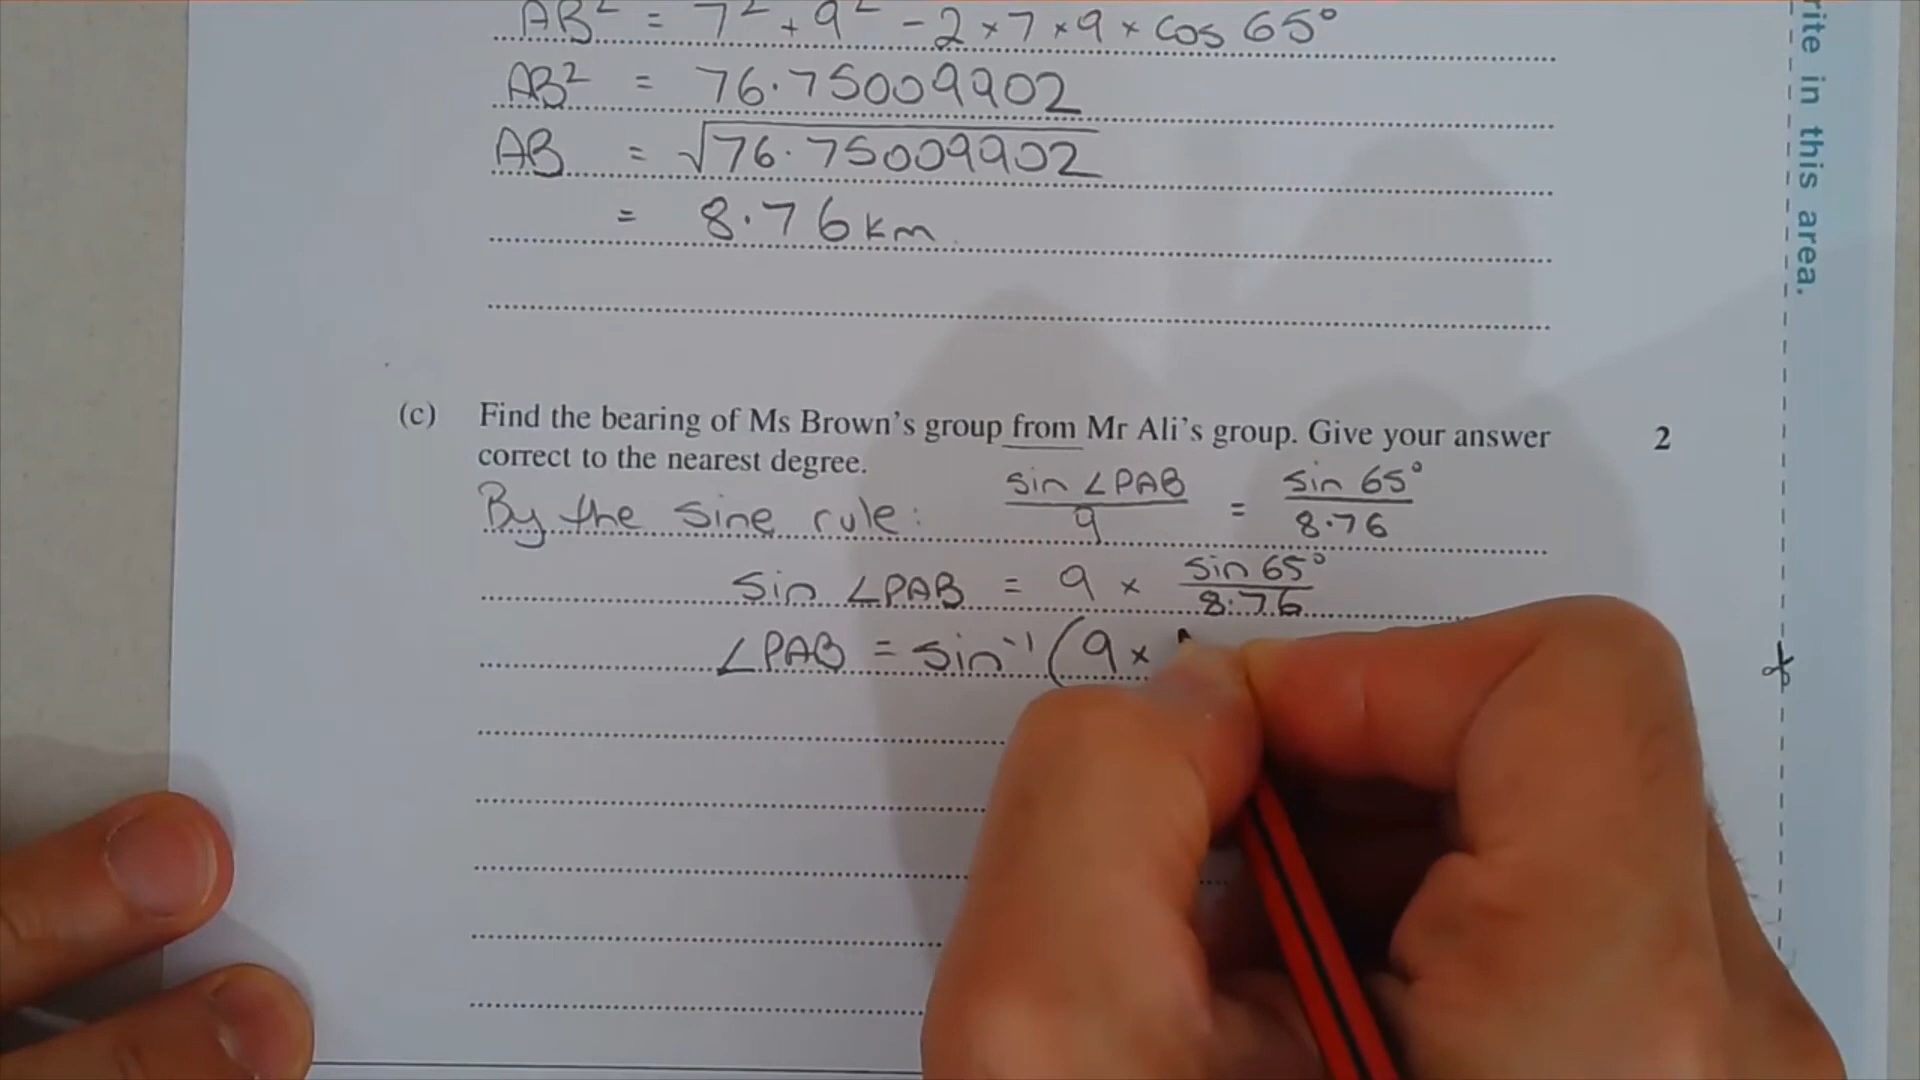 AB² = 7² + 9² - 2 × 7 × 9 × cos 65°
AB² = 76.75009902
AB = √76.75009902
= 8.76 km
(c) Find the bearing of Ms Brown's group from Mr Ali's group. Give your answer 2
correct to the nearest degree.
By the sine rule: sin ∠PAB / 9 = sin 65° / 8.76
sin ∠PAB = 9 × sin 65° / 8.76
∠PAB = sin⁻¹ (9 ×
rite in this area.